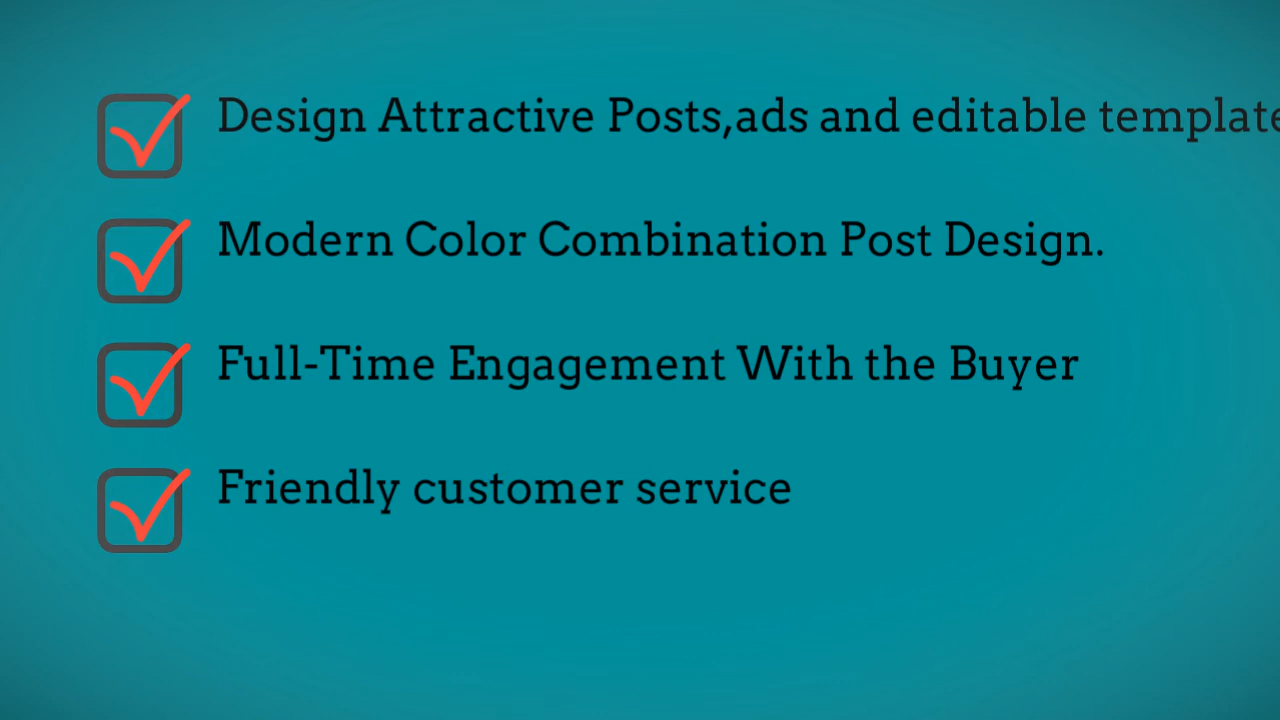 Design Attractive Posts,ads and editable template
Modern Color Combination Post Design.
Full-Time Engagement With the Buyer
Friendly customer service